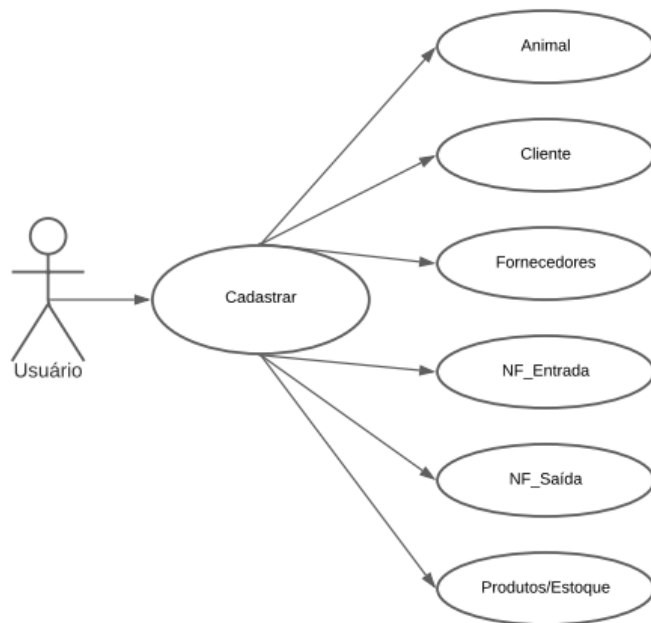 Animal
Cliente
Fornecedores
Cadastrar
Usuário
NF_Entrada
NF_Saída
Produtos/Estoque